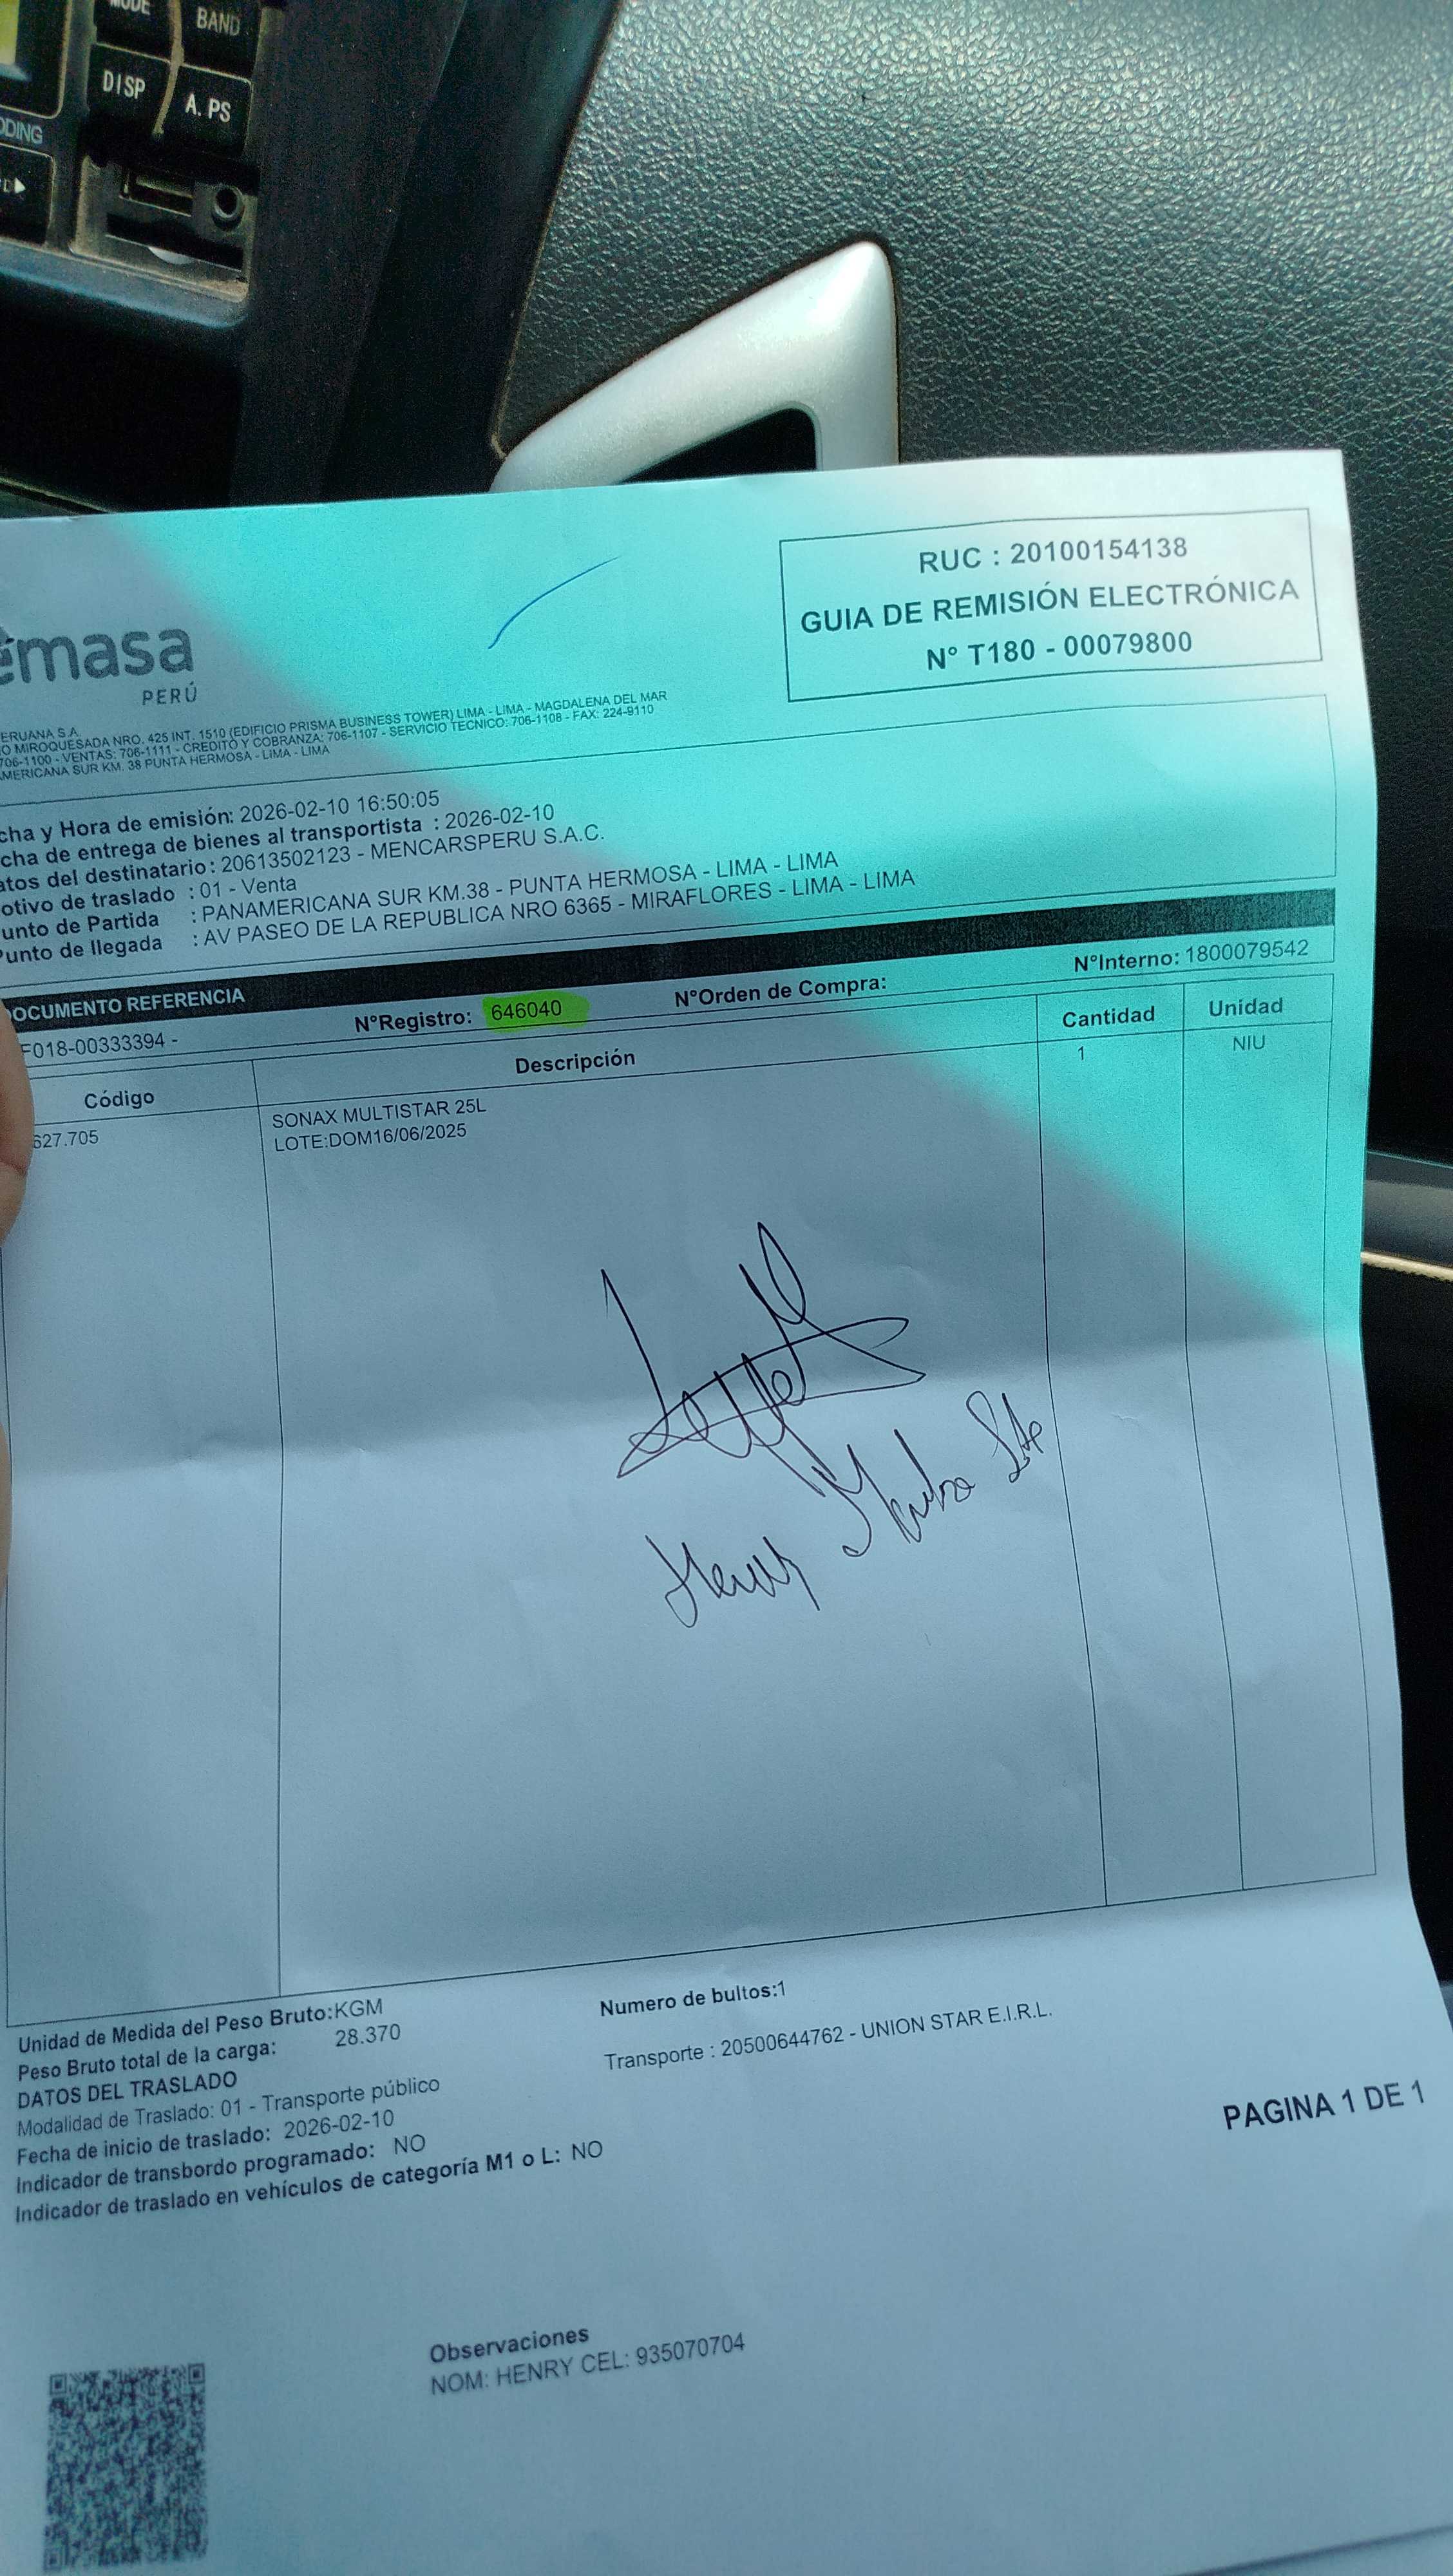 MODE BAND
DISP A. PS
DING
emasa
PERÚ
RUC : 20100154138
GUIA DE REMISIÓN ELECTRÓNICA
N° T180 - 00079800
ERUANA S.A.
O MIROQUESADA NRO. 425 INT. 1510 (EDIFICIO PRISMA BUSINESS TOWER) LIMA - LIMA - MAGDALENA DEL MAR
706-1100 - VENTAS: 706-1111 - CREDITO Y COBRANZA: 706-1107 - SERVICIO TECNICO: 706-1108 - FAX: 224-9110
MERICANA SUR KM. 38 PUNTA HERMOSA - LIMA - LIMA
cha y Hora de emisión: 2026-02-10 16:50:05
cha de entrega de bienes al transportista : 2026-02-10
atos del destinatario : 20613502123 - MENCARSPERU S.A.C.
otivo de traslado : 01 - Venta
unto de Partida : PANAMERICANA SUR KM.38 - PUNTA HERMOSA - LIMA - LIMA
Punto de llegada : AV PASEO DE LA REPUBLICA NRO 6365 - MIRAFLORES - LIMA - LIMA
DOCUMENTO REFERENCIA
F018-00333394 - N°Registro: 646040 N°Orden de Compra: N°Interno: 1800079542
Código Descripción Cantidad Unidad
627.705 SONAX MULTISTAR 25L 1 NIU
LOTE:DOM16/06/2025
Henry
Unidad de Medida del Peso Bruto:KGM Numero de bultos:1
Peso Bruto total de la carga: 28.370
DATOS DEL TRASLADO Transporte : 20500644762 - UNION STAR E.I.R.L.
Modalidad de Traslado: 01 - Transporte público
Fecha de inicio de traslado: 2026-02-10
Indicador de transbordo programado: NO
Indicador de traslado en vehículos de categoría M1 o L: NO
PAGINA 1 DE 1
Observaciones
NOM: HENRY CEL: 935070704